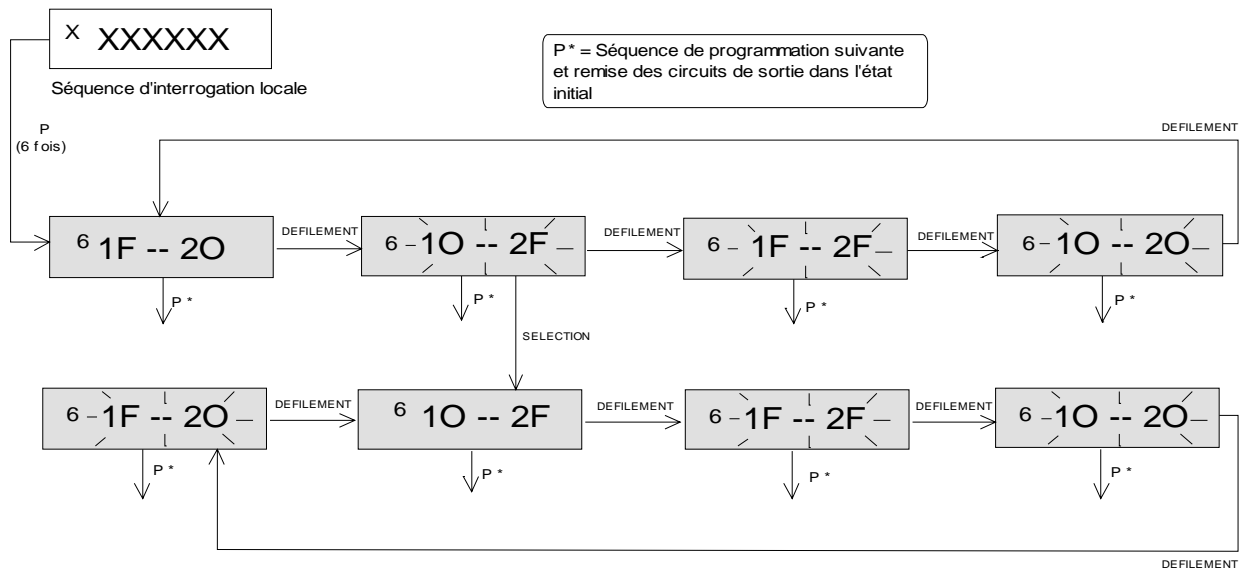 X XXXXXX
Séquence d'interrogation locale
P* = Séquence de programmation suivante
et remise des circuits de sortie dans l'état
initial
P
(6 fois)
DEFILEMENT
6 1F -- 2O
DEFILEMENT
6 1O -- 2F
DEFILEMENT
6 1F -- 2F
DEFILEMENT
6 1O -- 2O
P *
P *
P *
P *
SELECTION
6 1F -- 2O
DEFILEMENT
6 1O -- 2F
DEFILEMENT
6 1F -- 2F
DEFILEMENT
6 1O -- 2O
P *
P *
P *
P *
DEFILEMENT